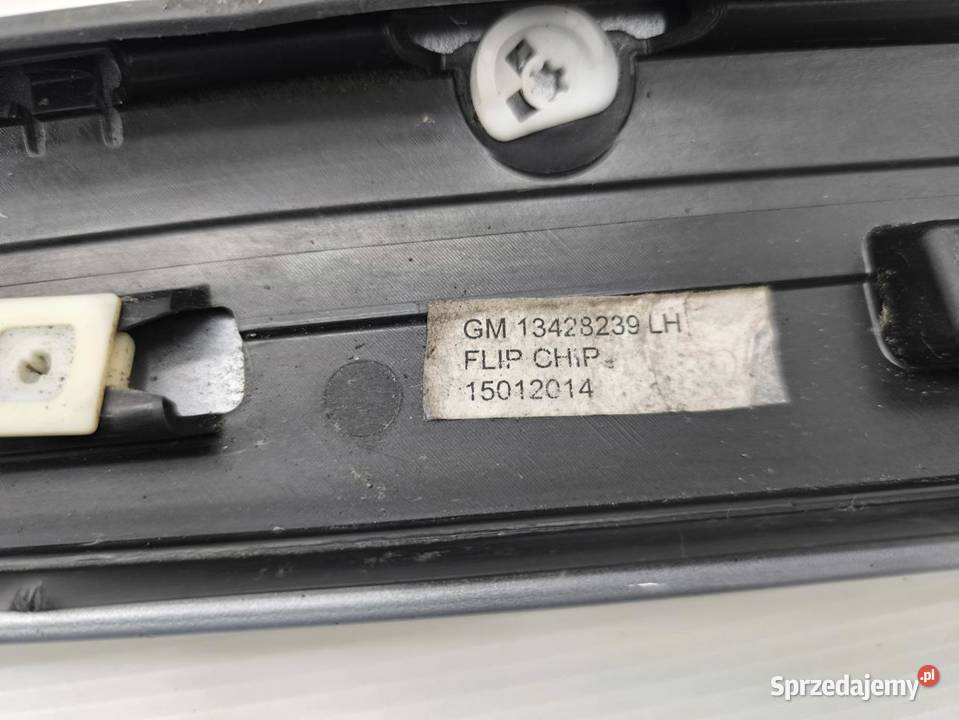 GM 13428239 LH
FLIP CHIP
15012014
Sprzedajemy.pl